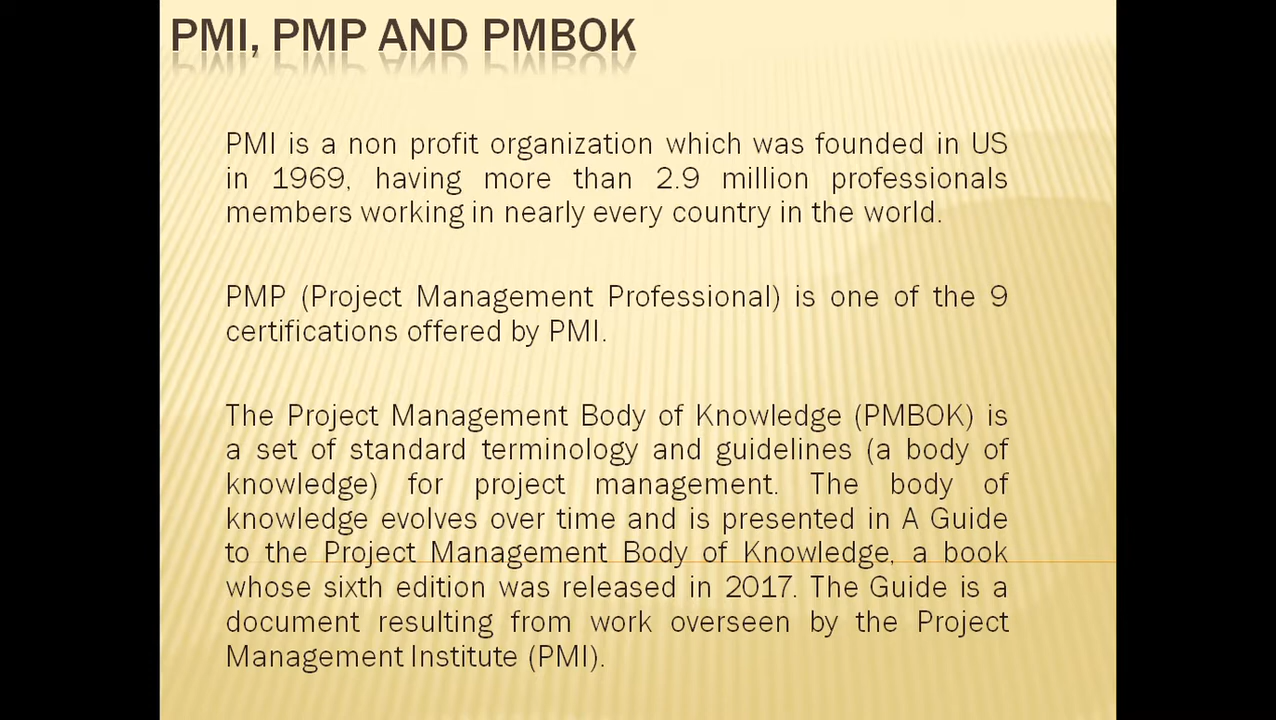 PMI, PMP AND PMBOK
PMI is a non profit organization which was founded in US
in 1969, having more than 2.9 million professionals
members working in nearly every country in the world.
PMP (Project Management Professional) is one of the 9
certifications offered by PMI.
The Project Management Body of Knowledge (PMBOK) is
a set of standard terminology and guidelines (a body of
knowledge) for project management. The body of
knowledge evolves over time and is presented in A Guide
to the Project Management Body of Knowledge, a book
whose sixth edition was released in 2017. The Guide is a
document resulting from work overseen by the Project
Management Institute (PMI).